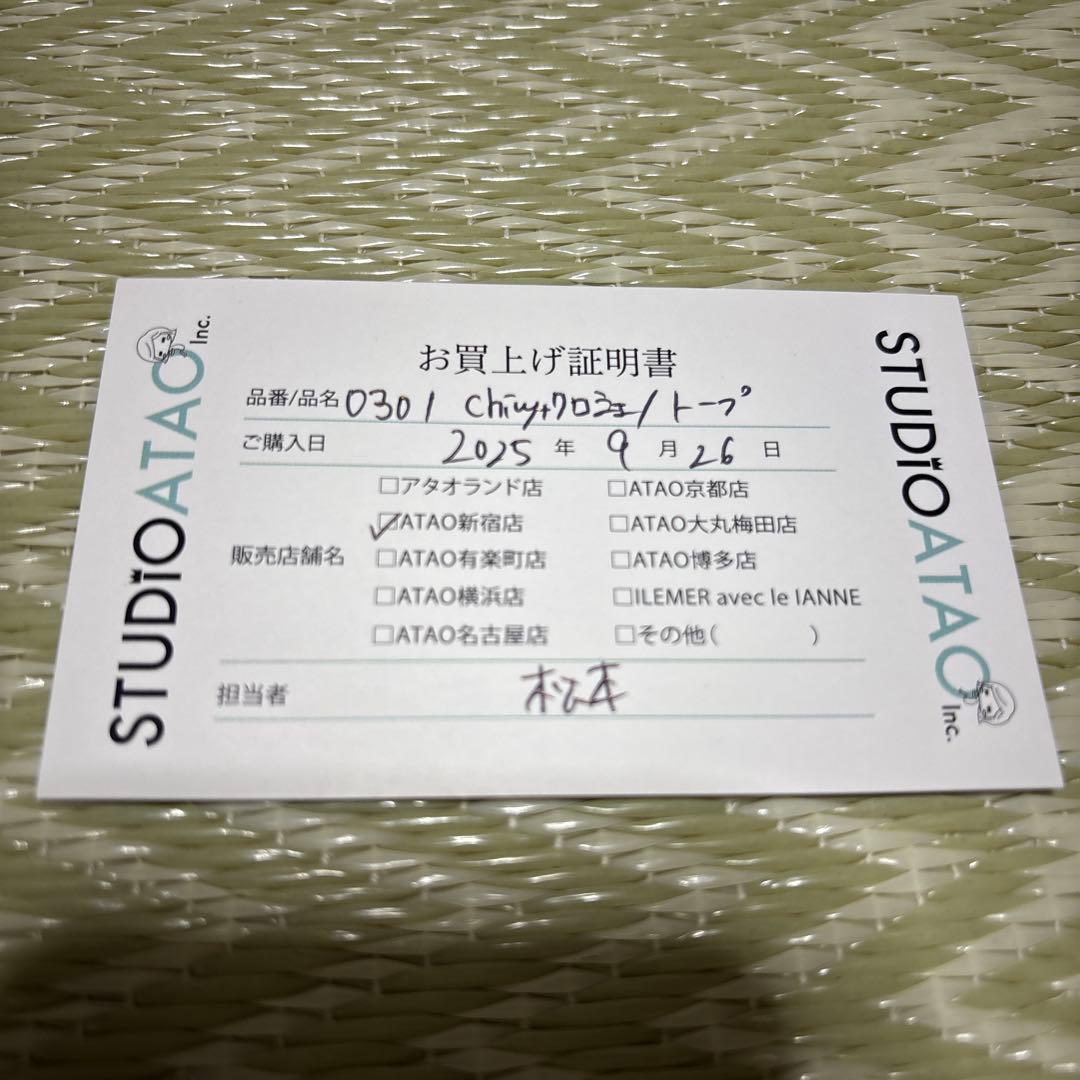 STUDIOATAO Inc.
お買上げ証明書
品番/品名 0301 クロシェ/トープ
ご購入日 2025 年 9 月 26 日
販売店舗名
□アタオランド店 □ATAO京都店
☑ATAO新宿店 □ATAO大丸梅田店
□ATAO有楽町店 □ATAO博多店
□ATAO横浜店 □ILEMER avec le IANNE
□ATAO名古屋店 □その他( )
担当者 松本
STUDIOATAO Inc.